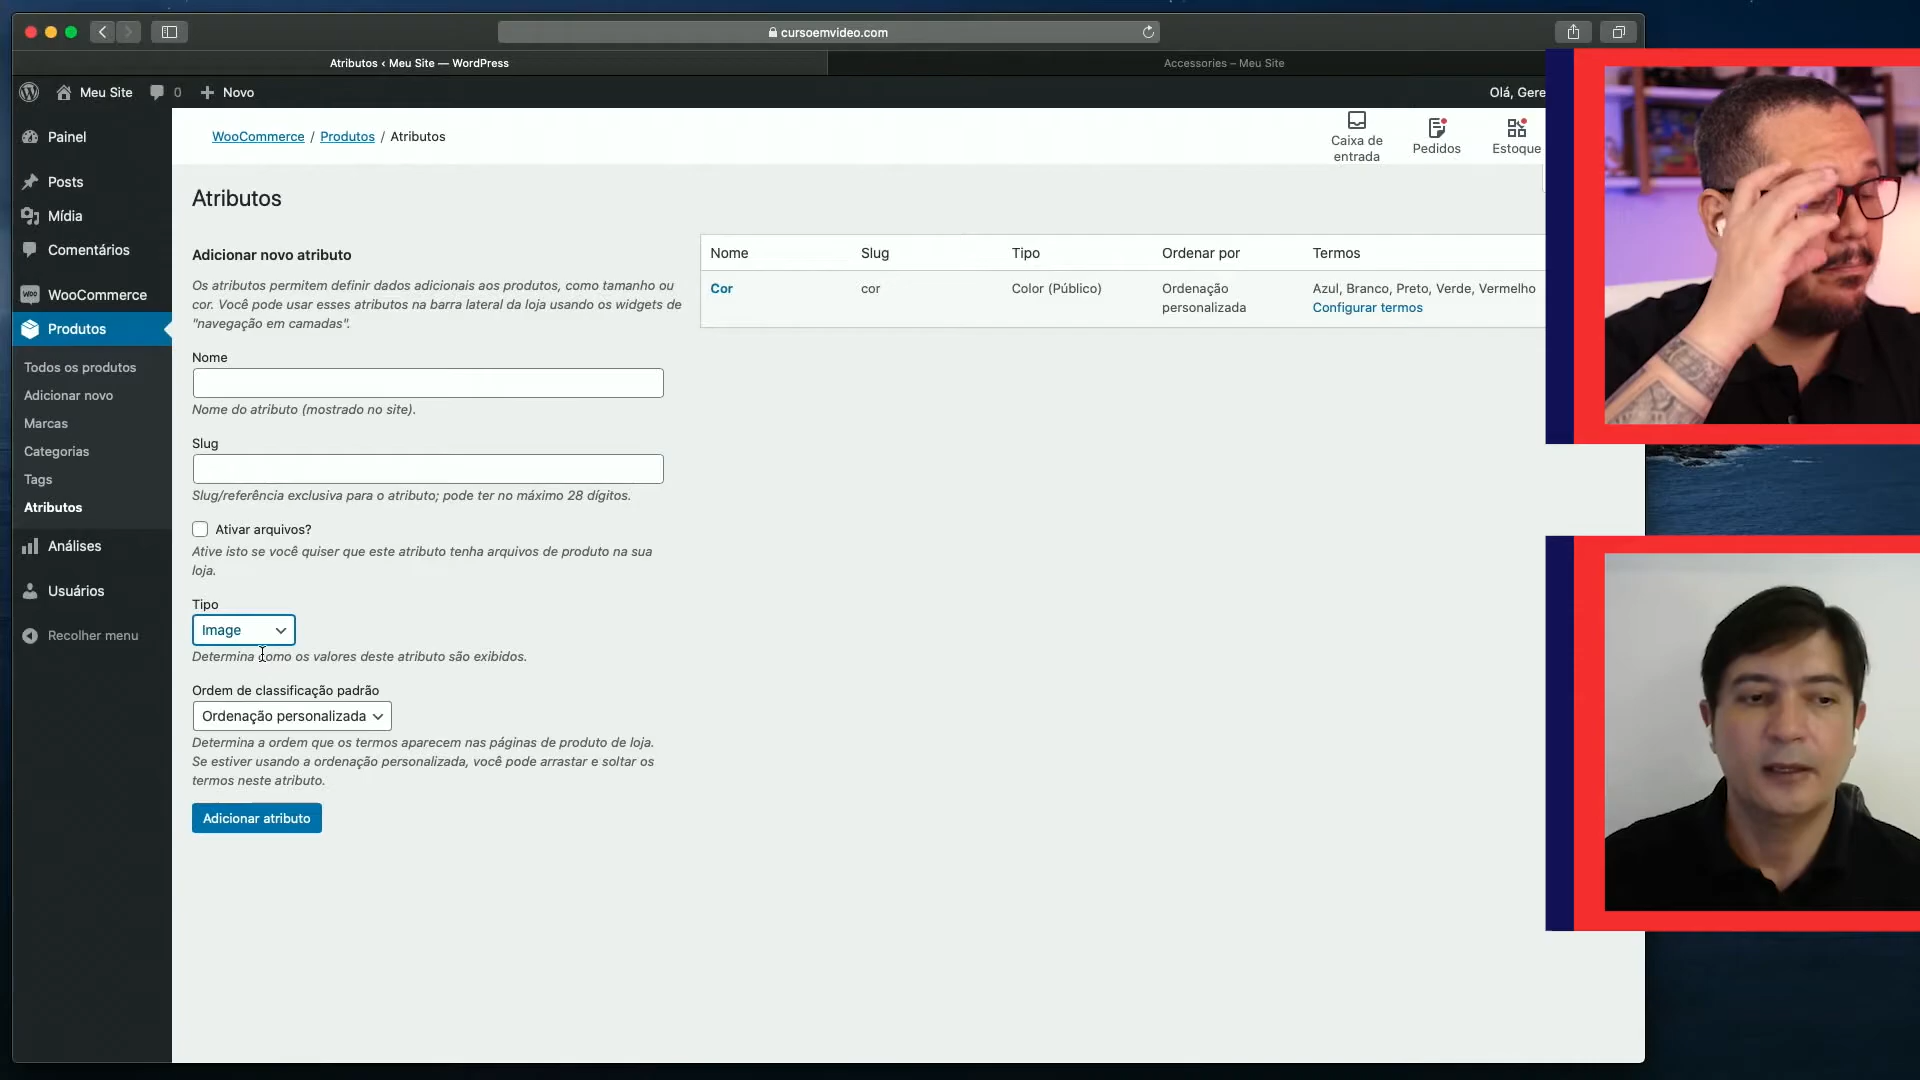 cursoemvideo.com
Atributos ‹ Meu Site — WordPress
Accessories – Meu Site
Meu Site
0
Novo
Olá, Gere
Painel
Posts
Mídia
Comentários
WooCommerce
Produtos
Todos os produtos
Adicionar novo
Marcas
Categorias
Tags
Atributos
Análises
Usuários
Recolher menu
WooCommerce / Produtos / Atributos
Caixa de
entrada
Pedidos
Estoque
Atributos
Adicionar novo atributo
Os atributos permitem definir dados adicionais aos produtos, como tamanho ou
cor. Você pode usar esses atributos na barra lateral da loja usando os widgets de
"navegação em camadas".
Nome
Nome do atributo (mostrado no site).
Slug
Slug/referência exclusiva para o atributo; pode ter no máximo 28 dígitos.
Ativar arquivos?
Ative isto se você quiser que este atributo tenha arquivos de produto na sua
loja.
Tipo
Image
Determina como os valores deste atributo são exibidos.
Ordem de classificação padrão
Ordenação personalizada
Determina a ordem que os termos aparecem nas páginas de produto de loja.
Se estiver usando a ordenação personalizada, você pode arrastar e soltar os
termos neste atributo.
Adicionar atributo
Nome Slug Tipo Ordenar por Termos
Cor cor Color (Público) Ordenação Azul, Branco, Preto, Verde, Vermelho
personalizada Configurar termos